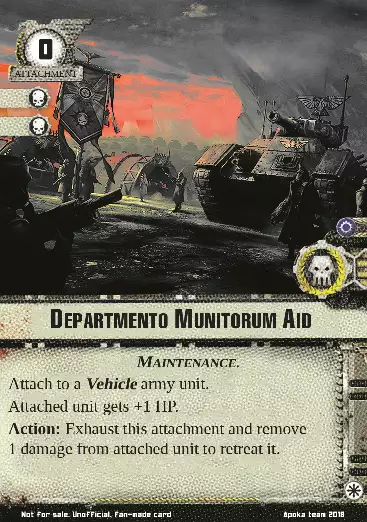 0
ATTACHMENT
DEPARTMENTO MUNITORUM AID
MAINTENANCE.
Attach to a Vehicle army unit.
Attached unit gets +1 HP.
Action: Exhaust this attachment and remove
1 damage from attached unit to retreat it.
Not for sale. Unofficial. Fan-made card
Apoka team 2018